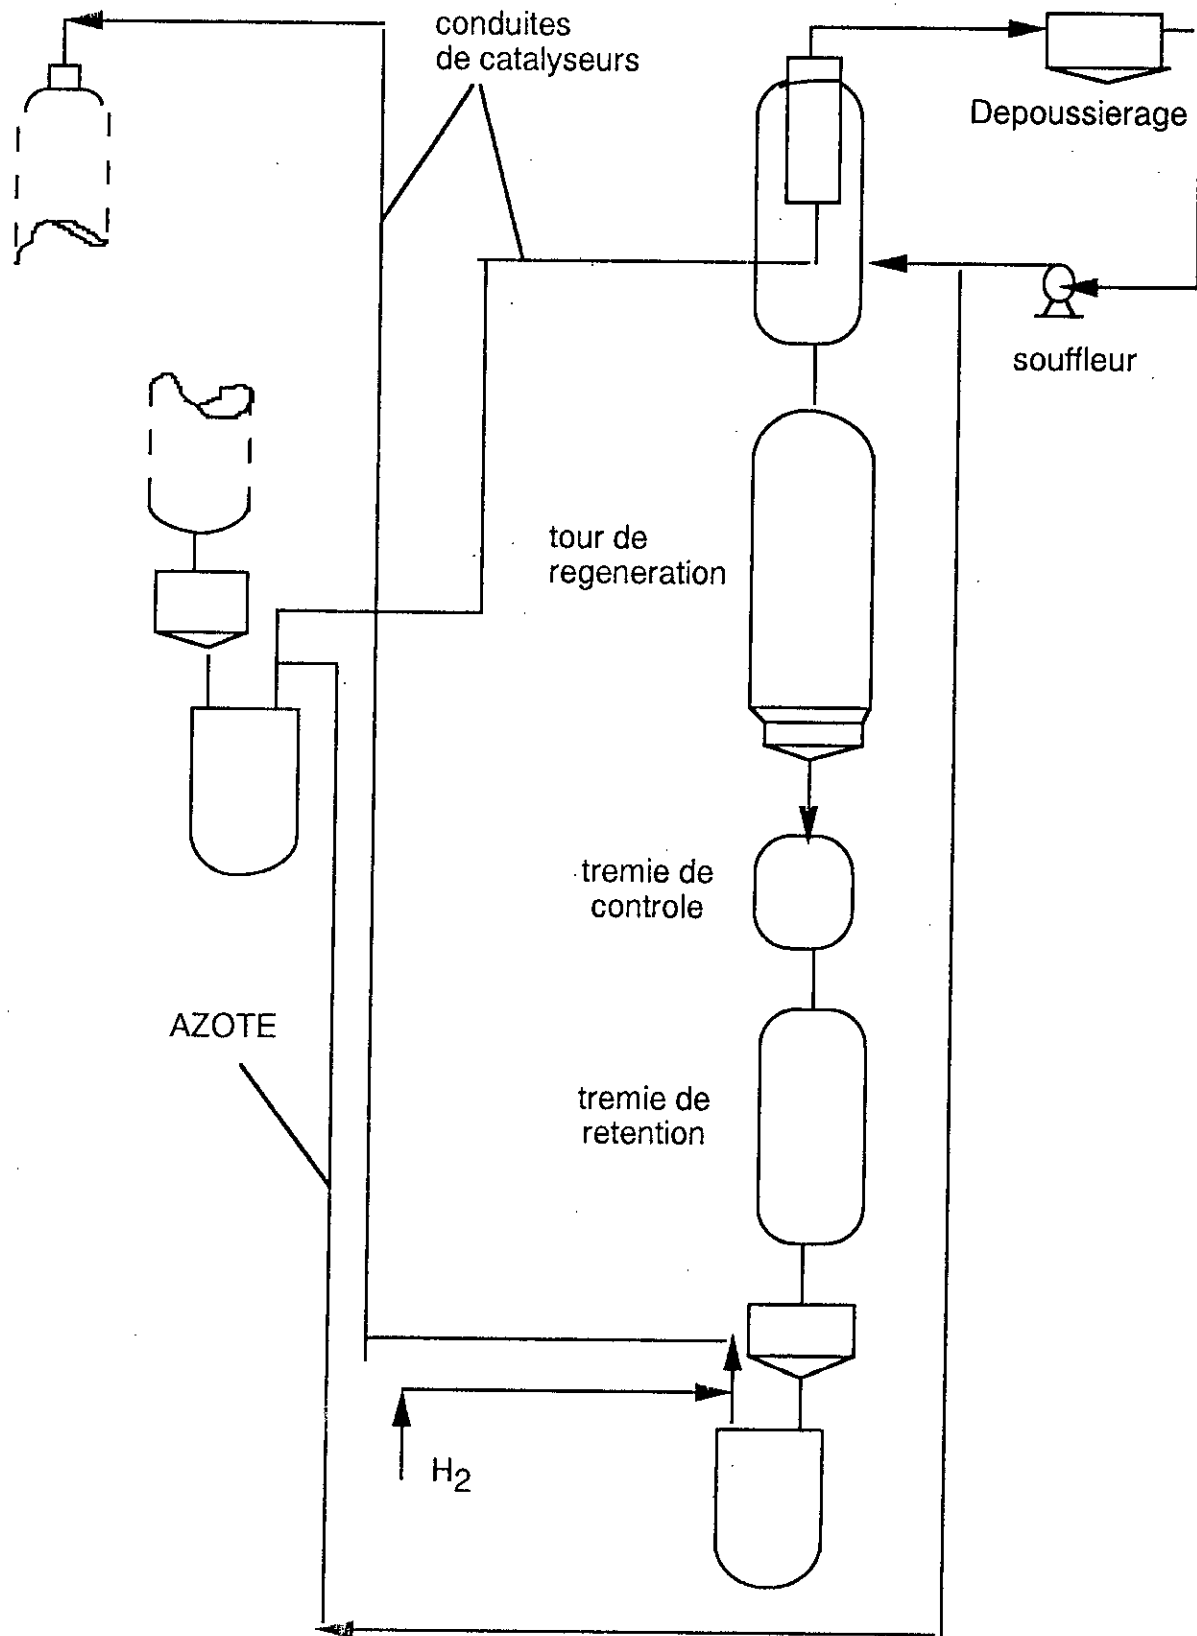 conduites
de catalyseurs
Depoussierage
souffleur
tour de
regeneration
tremie de
controle
AZOTE
tremie de
retention
H2